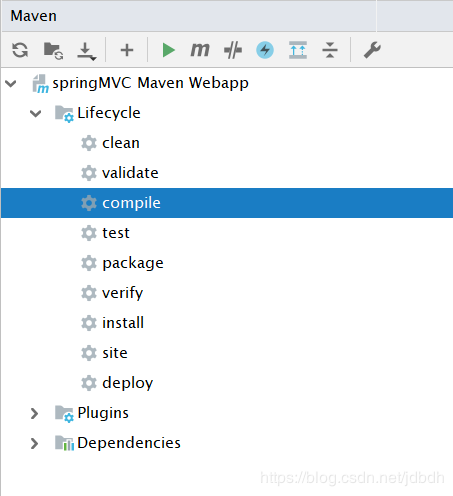 Maven
springMVC Maven Webapp
Lifecycle
clean
validate
compile
test
package
verify
install
site
deploy
Plugins
Dependencies
https://blog.csdn.net/jdbdh